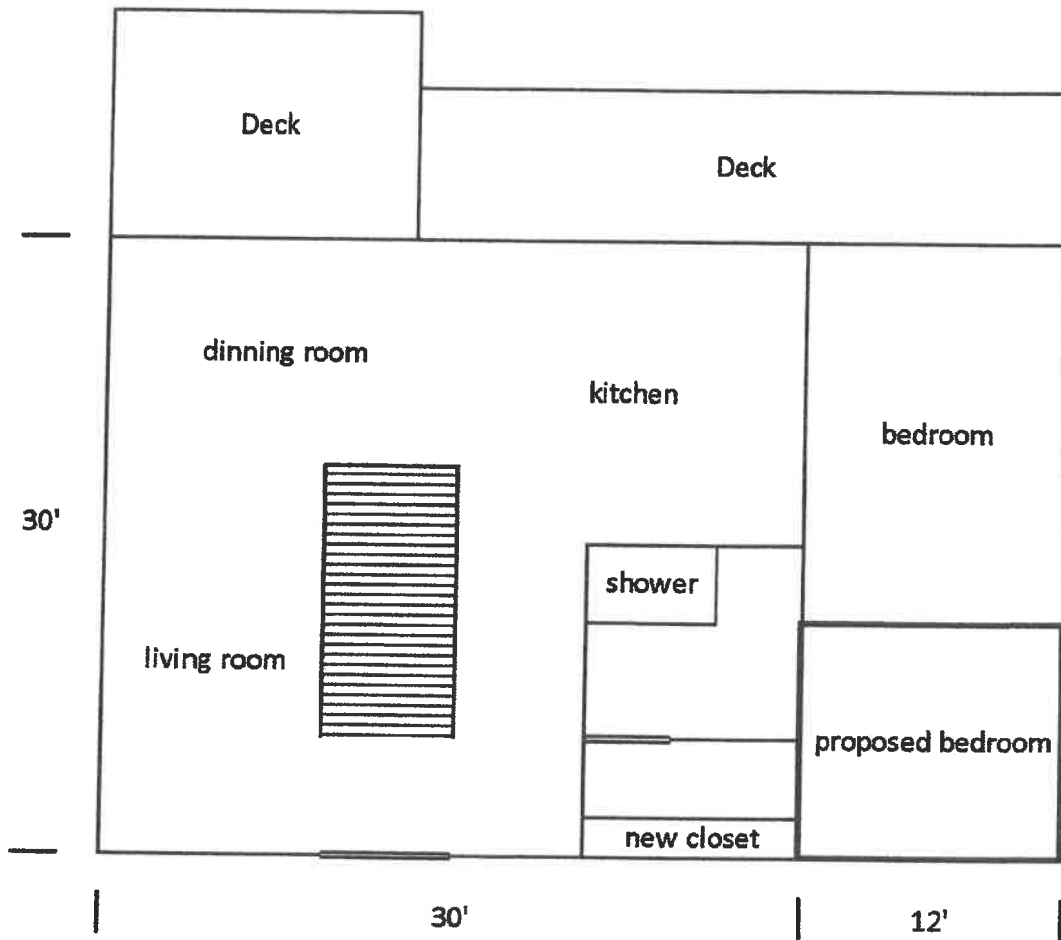 Deck
Deck
dinning room
kitchen
bedroom
30'
shower
living room
proposed bedroom
new closet
30'
12'